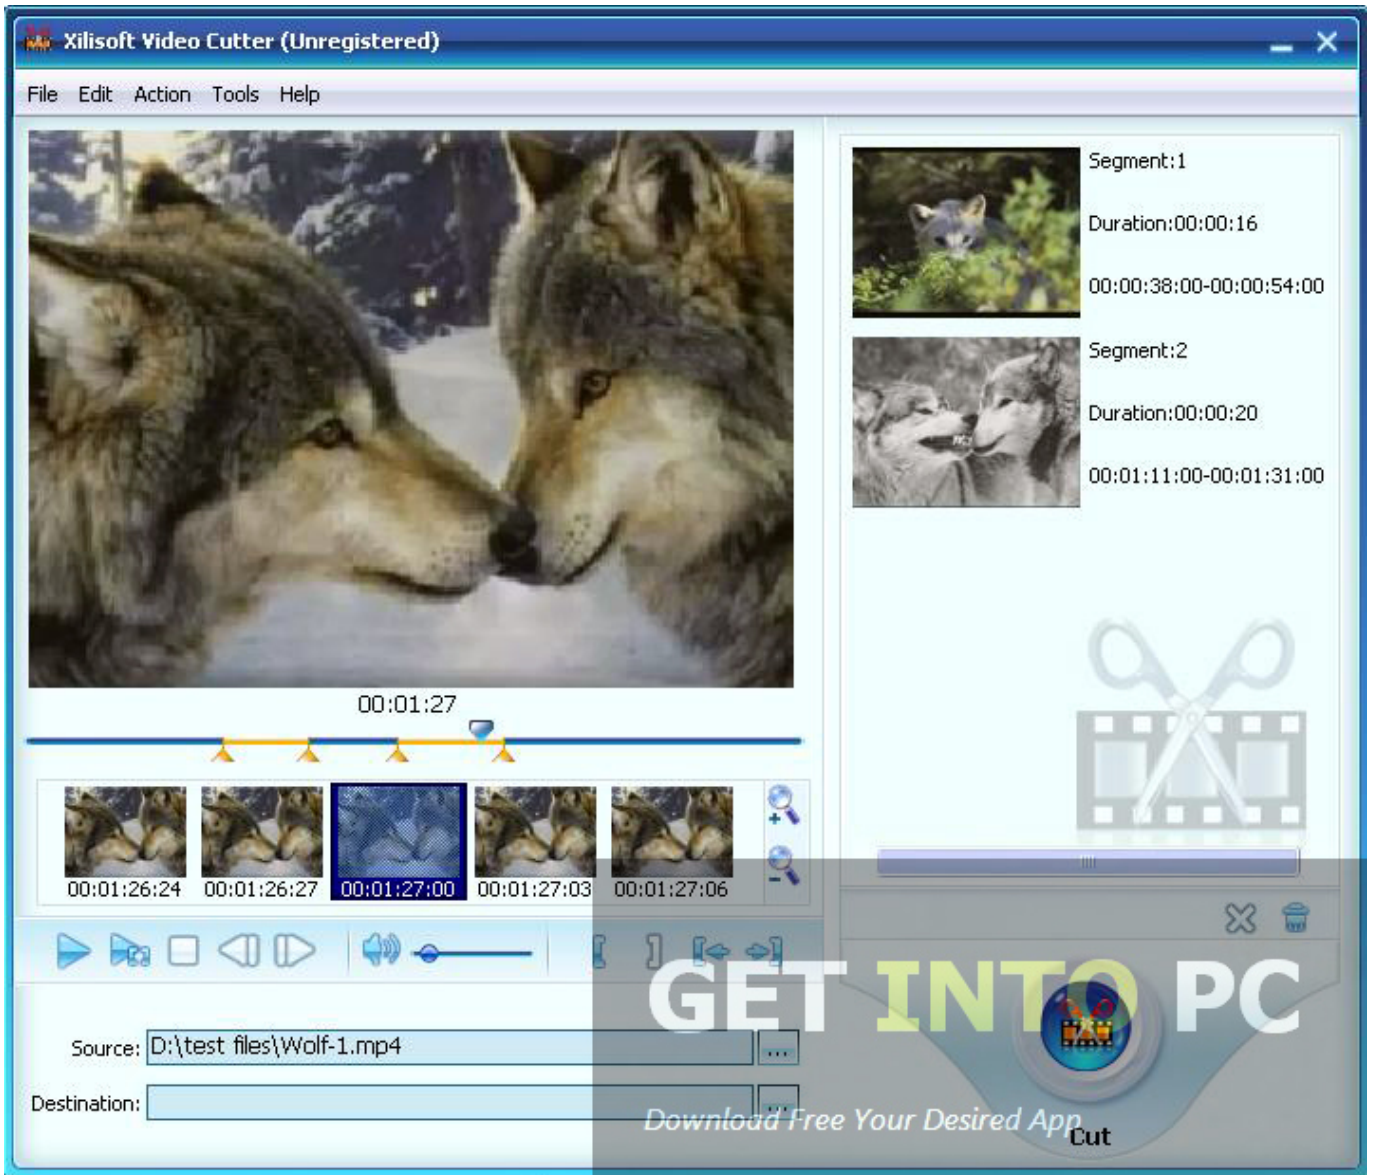 Xilisoft Video Cutter (Unregistered)
File Edit Action Tools Help
Segment:1
Duration:00:00:16
00:00:38:00-00:00:54:00
Segment:2
Duration:00:00:20
00:01:11:00-00:01:31:00
00:01:27
00:01:26:24 00:01:26:27 00:01:27:00 00:01:27:03 00:01:27:06
GET INTO PC
Source: D:\test files\Wolf-1.mp4 ...
Destination: ...
Download Free Your Desired App
Cut